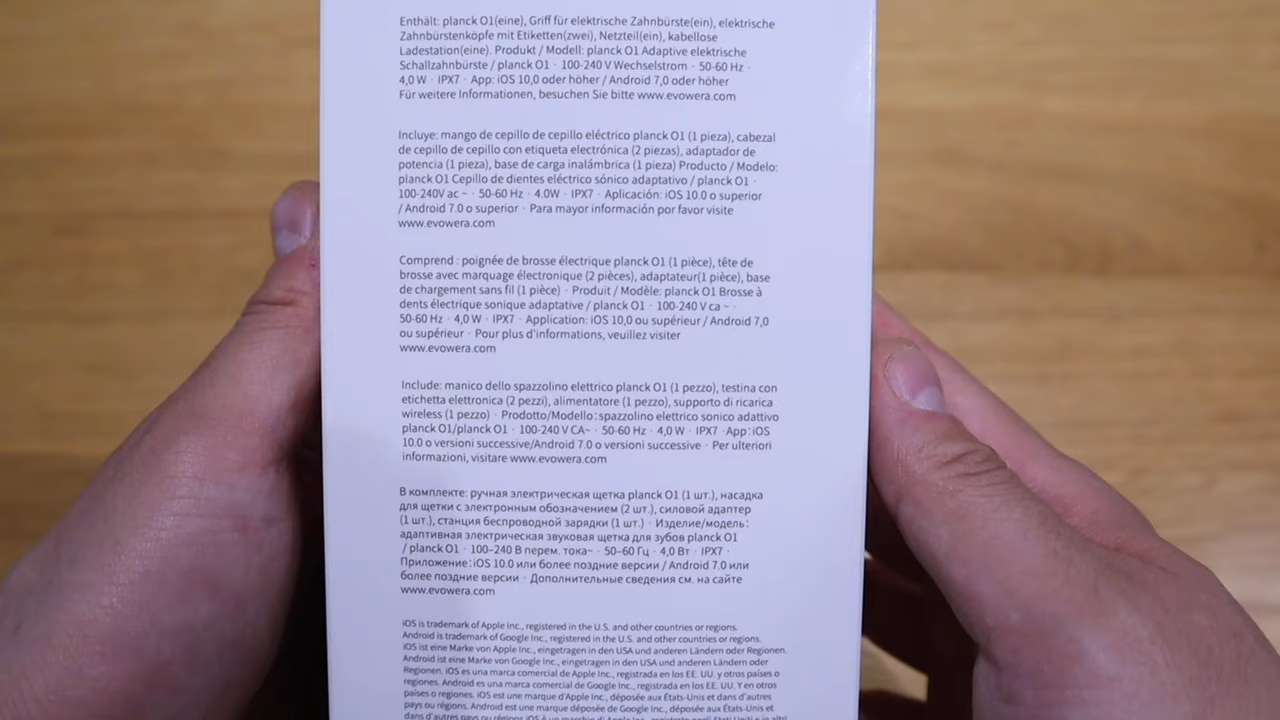 Enthält: planck O1(eine), Griff für elektrische Zahnbürste(ein), elektrische
Zahnbürstenköpfe mit Etiketten(zwei), Netzteil(ein), kabellose
Ladestation(eine). Produkt / Modell: planck O1 Adaptive elektrische
Schallzahnbürste / planck O1 · 100-240 V Wechselstrom · 50-60 Hz ·
4,0 W · IPX7 · App: iOS 10,0 oder höher / Android 7,0 oder höher
Für weitere Informationen, besuchen Sie bitte www.evowera.com
Incluye: mango de cepillo de cepillo eléctrico planck O1 (1 pieza), cabezal
de cepillo de cepillo con etiqueta electrónica (2 piezas), adaptador de
potencia (1 pieza), base de carga inalámbrica (1 pieza) Producto / Modelo:
planck O1 Cepillo de dientes eléctrico sónico adaptativo / planck O1 ·
100-240V ac ~ · 50-60 Hz · 4.0W · IPX7 · Aplicación: iOS 10.0 o superior
/ Android 7.0 o superior · Para mayor información por favor visite
www.evowera.com
Comprend : poignée de brosse électrique planck O1 (1 pièce), tête de
brosse avec marquage électronique (2 pièces), adaptateur(1 pièce), base
de chargement sans fil (1 pièce) · Produit / Modèle: planck O1 Brosse à
dents électrique sonique adaptative / planck O1 · 100-240 V ca ~ ·
50-60 Hz · 4,0 W · IPX7 · Application: iOS 10,0 ou supérieur / Android 7,0
ou supérieur · Pour plus d'informations, veuillez visiter
www.evowera.com
Include: manico dello spazzolino elettrico planck O1 (1 pezzo), testina con
etichetta elettronica (2 pezzi), alimentatore (1 pezzo), supporto di ricarica
wireless (1 pezzo) · Prodotto/Modello: spazzolino elettrico sonico adattivo
planck O1/planck O1 · 100-240 V CA~ · 50-60 Hz · 4,0 W · IPX7 ·App:iOS
10.0 o versioni successive/Android 7.0 o versioni successive · Per ulteriori
informazioni, visitare www.evowera.com
В комплекте: ручная электрическая щетка planck O1 (1 шт.), насадка
для щетки с электронным обозначением (2 шт.), силовой адаптер
(1 шт.), станция беспроводной зарядки (1 шт.) · Изделие/модель:
адаптивная электрическая звуковая щетка для зубов planck O1
/ planck O1 · 100–240 В перем. тока~ · 50–60 Гц · 4,0 Вт · IPX7 ·
Приложение: iOS 10.0 или более поздние версии / Android 7.0 или
более поздние версии · Дополнительные сведения см. на сайте
www.evowera.com
iOS is trademark of Apple Inc., registered in the U.S. and other countries or regions.
Android is trademark of Google Inc., registered in the U.S. and other countries or regions.
iOS ist eine Marke von Apple Inc., eingetragen in den USA und anderen Ländern oder Regionen.
Android ist eine Marke von Google Inc., eingetragen in den USA und anderen Ländern oder
Regionen. iOS es una marca comercial de Apple Inc., registrada en los EE. UU. y otros países o
regiones. Android es una marca comercial de Google Inc., registrada en los EE. UU. Y en otros
países o regiones. iOS est une marque d'Apple Inc., déposée aux États-Unis et dans d'autres
pays ou régions. Android est une marque déposée de Google Inc., déposée aux États-Unis et
dans d'autres pays ou régions iOS è un marchio di Apple Inc., registrato negli Stati Uniti e in altri